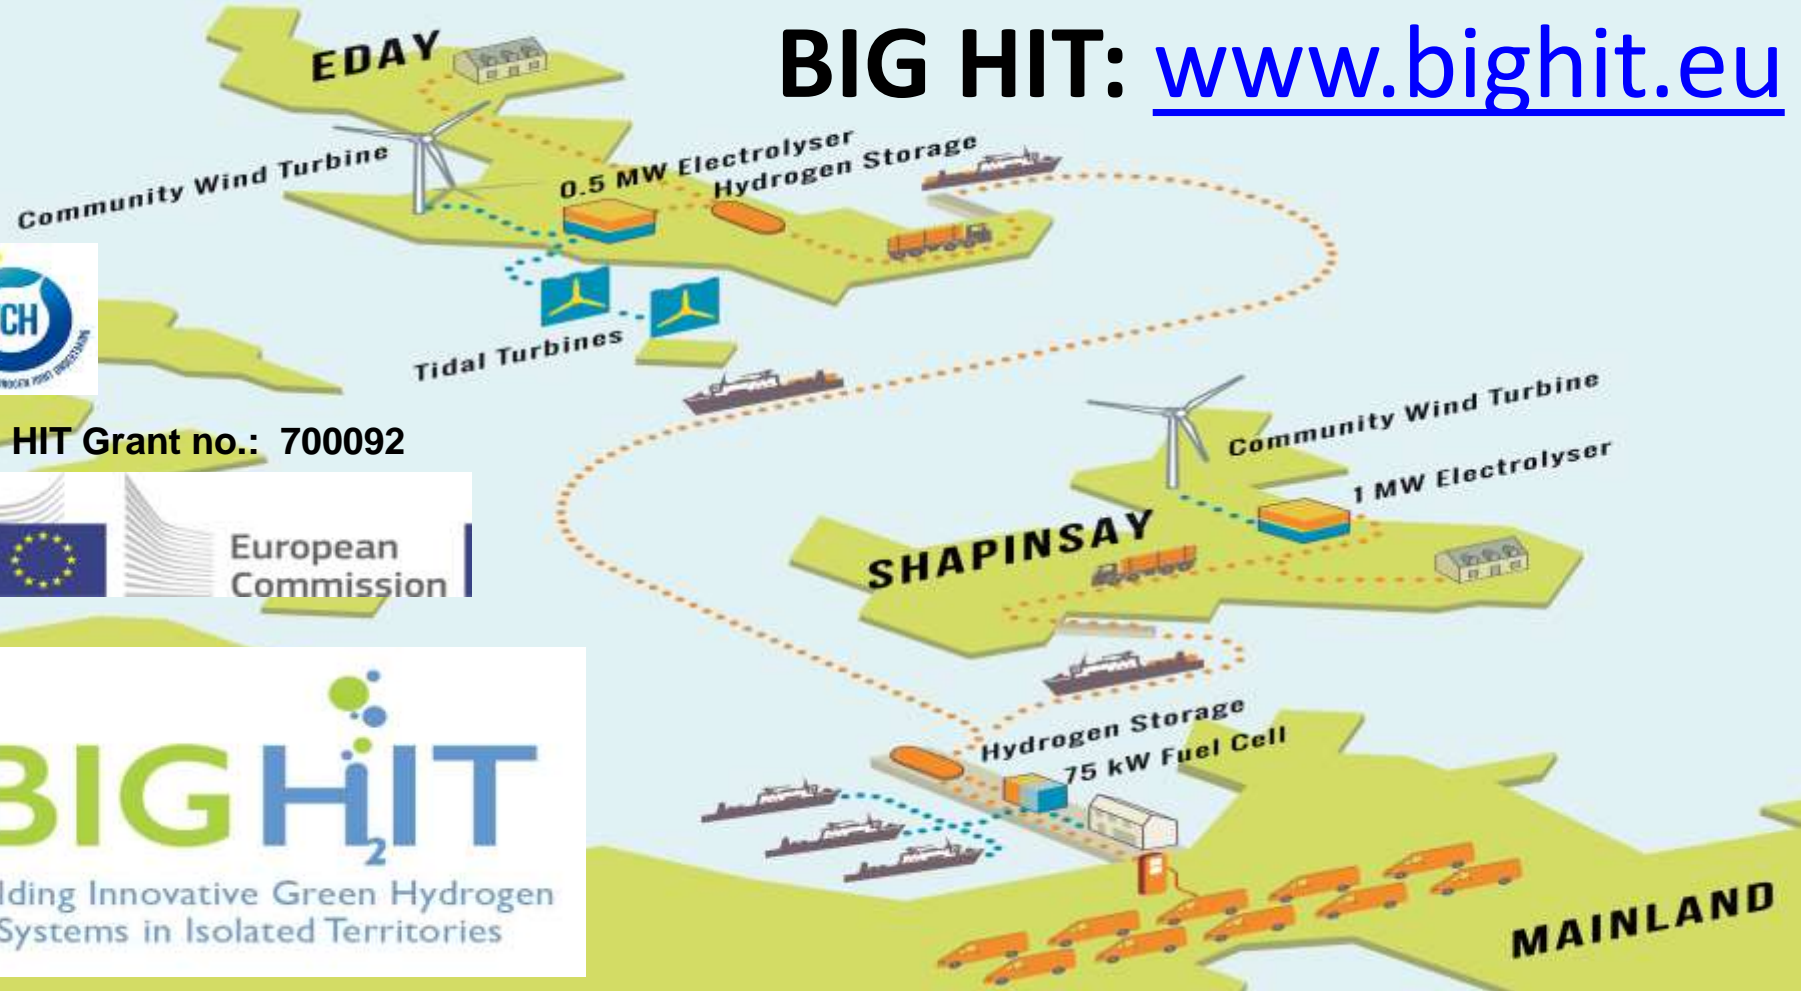 BIG HIT: www.bighit.eu
EDAY
Community Wind Turbine
0.5 MW Electrolyser
Hydrogen Storage
CH
Tidal Turbines
HIT Grant no.: 700092
Community Wind Turbine
1 MW Electrolyser
European
Commission
SHAPINSAY
Hydrogen Storage
75 kW Fuel Cell
BIGHIT
2
lding Innovative Green Hydrogen
Systems in Isolated Territories
MAINLAND